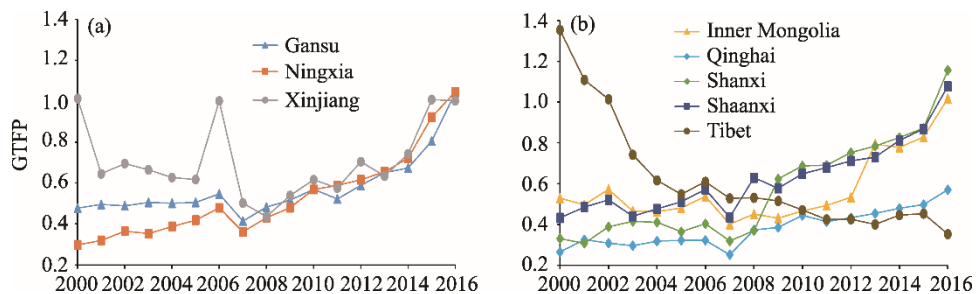 (a)
Gansu
Ningxia
Xinjiang
GTFP
1.4
1.2
1.0
0.8
0.6
0.4
0.2
2000 2002 2004 2006 2008 2010 2012 2014 2016
(b)
Inner Mongolia
Qinghai
Shanxi
Shaanxi
Tibet
1.4
1.2
1.0
0.8
0.6
0.4
0.2
2000 2002 2004 2006 2008 2010 2012 2014 2016